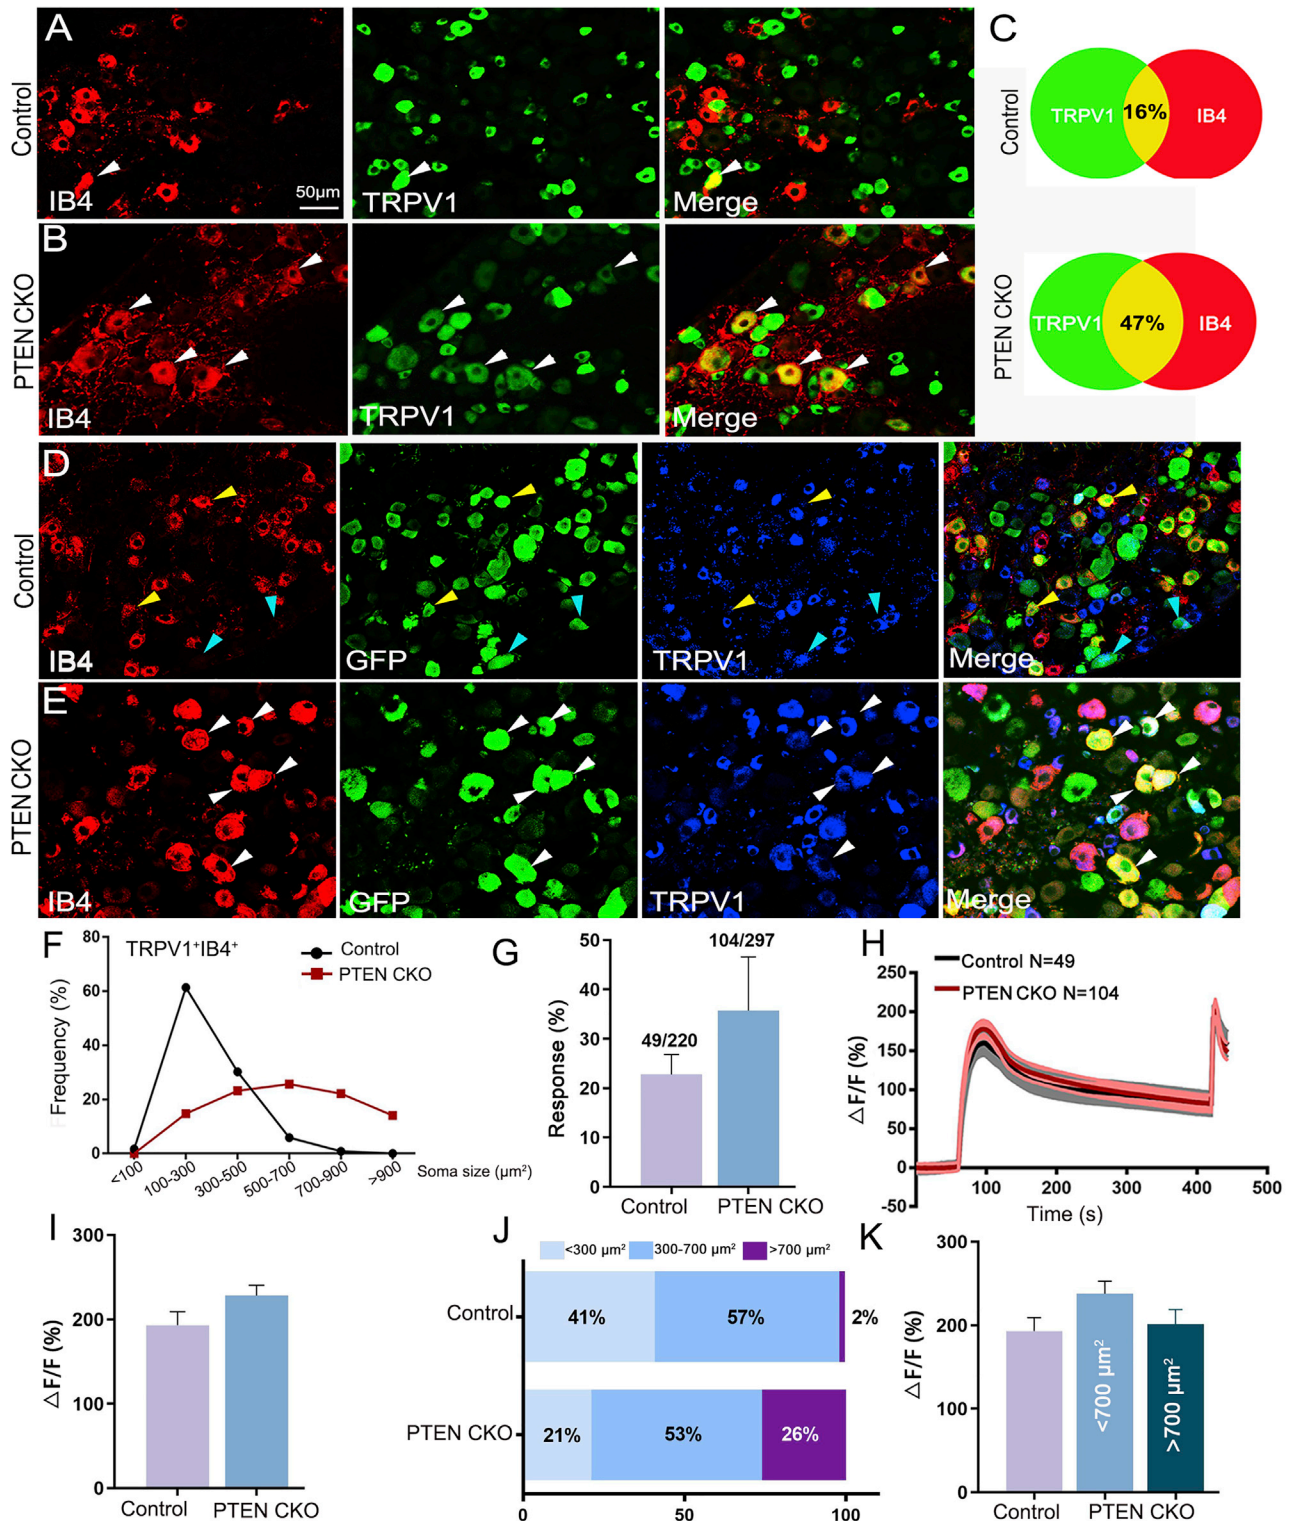 A
Control
IB4
50μm
TRPV1
Merge
B
PTEN CKO
IB4
TRPV1
Merge
C
Control
TRPV1
16%
IB4
PTEN CKO
TRPV1
47%
IB4
D
Control
IB4
GFP
TRPV1
Merge
E
PTEN CKO
IB4
GFP
TRPV1
Merge
F
TRPV1⁺IB4⁺
Control
PTEN CKO
Frequency (%)
80
60
40
20
0
<100
100-300
300-500
500-700
700-900
>900
Soma size (μm²)
G
Response (%)
50
40
30
20
10
0
49/220
104/297
Control
PTEN CKO
H
Control N=49
PTEN CKO N=104
△F/F (%)
250
200
150
100
50
0
-50
100
200
300
400
500
Time (s)
I
△F/F (%)
300
200
100
0
Control
PTEN CKO
J
<300 μm²
300-700 μm²
>700 μm²
Control
41%
57%
2%
PTEN CKO
21%
53%
26%
0
50
100
K
△F/F (%)
300
200
100
0
<700 μm²
>700 μm²
Control
PTEN CKO